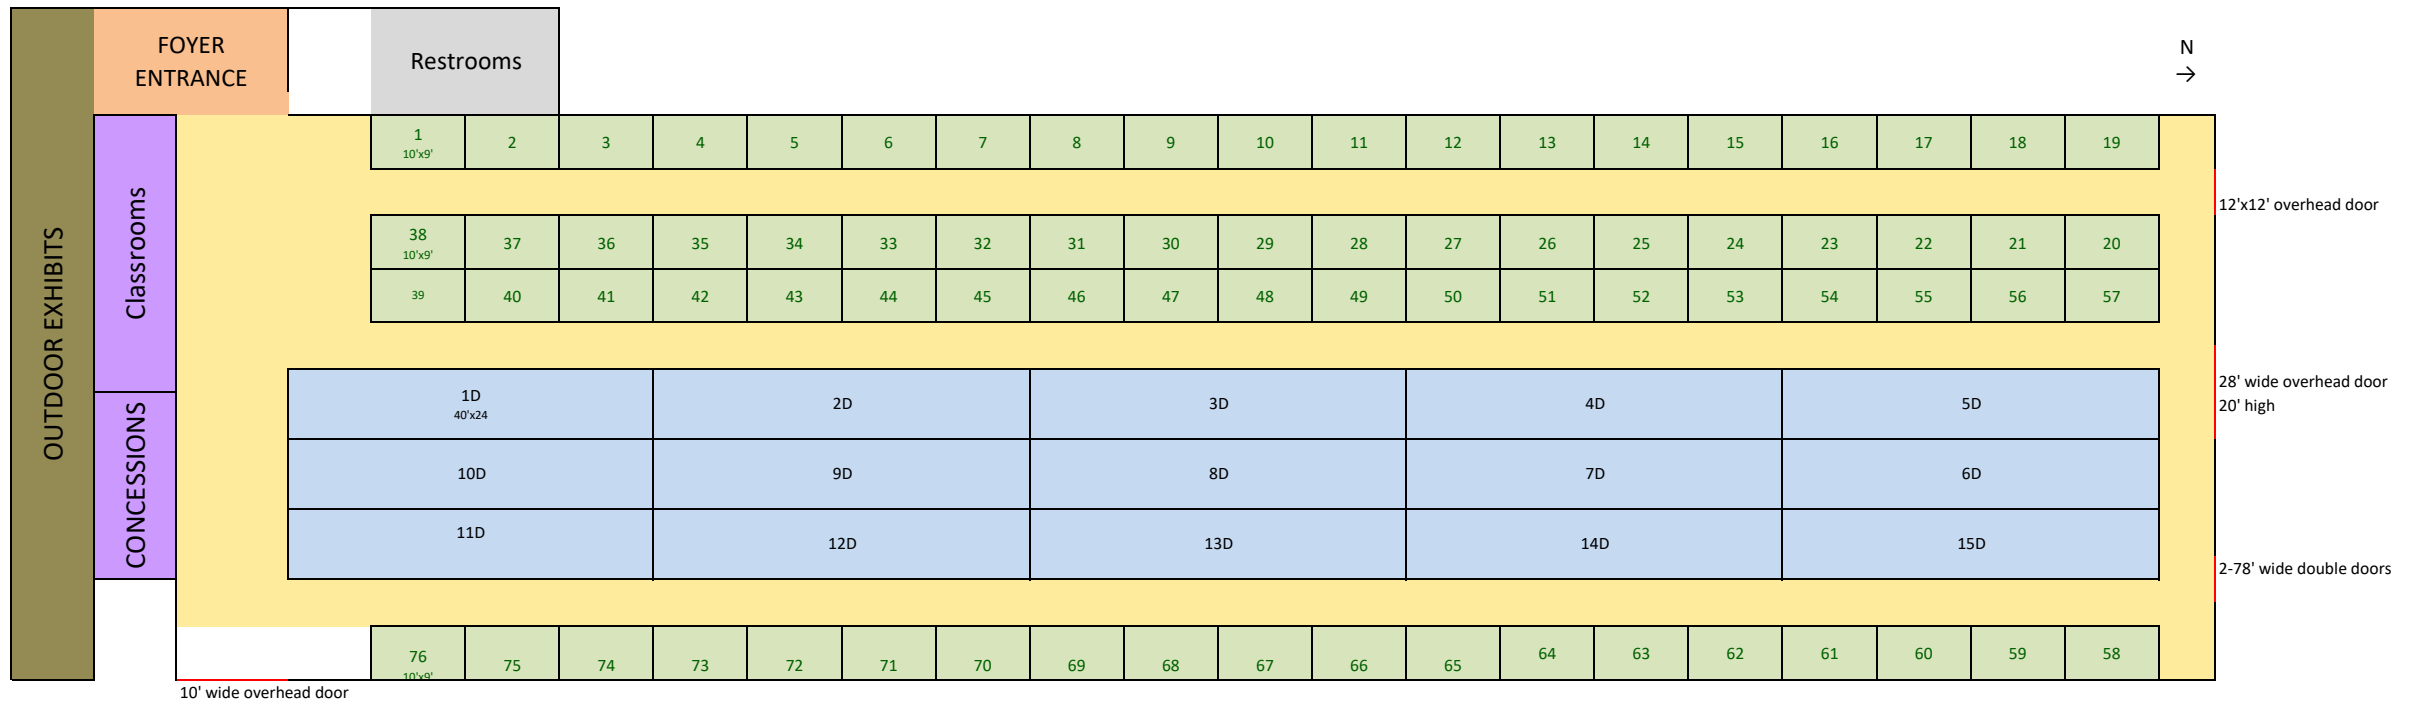 FOYER
ENTRANCE
Restrooms
N
→
OUTDOOR EXHIBITS
Classrooms
CONCESSIONS
1 2 3 4 5 6 7 8 9 10 11 12 13 14 15 16 17 18 19
10'x9'
12'x12' overhead door
38 37 36 35 34 33 32 31 30 29 28 27 26 25 24 23 22 21 20
10'x9'
39 40 41 42 43 44 45 46 47 48 49 50 51 52 53 54 55 56 57
1D 2D 3D 4D 5D
40'x24
28' wide overhead door
20' high
10D 9D 8D 7D 6D
11D 12D 13D 14D 15D
2-78' wide double doors
76 75 74 73 72 71 70 69 68 67 66 65 64 63 62 61 60 59 58
10'x9'
10' wide overhead door